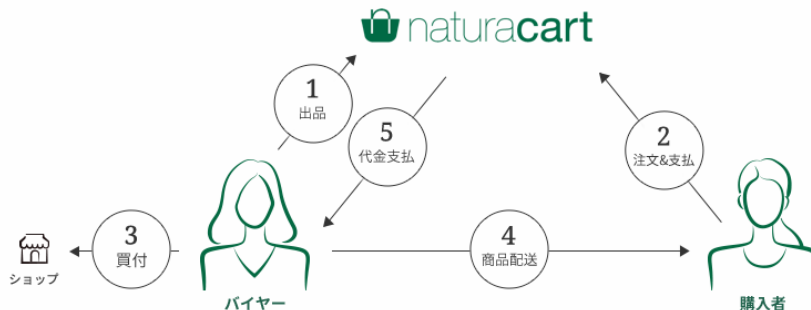 naturacart
1
出品
5
代金支払
2
注文&支払
3
買付
4
商品配送
ショップ
バイヤー
購入者